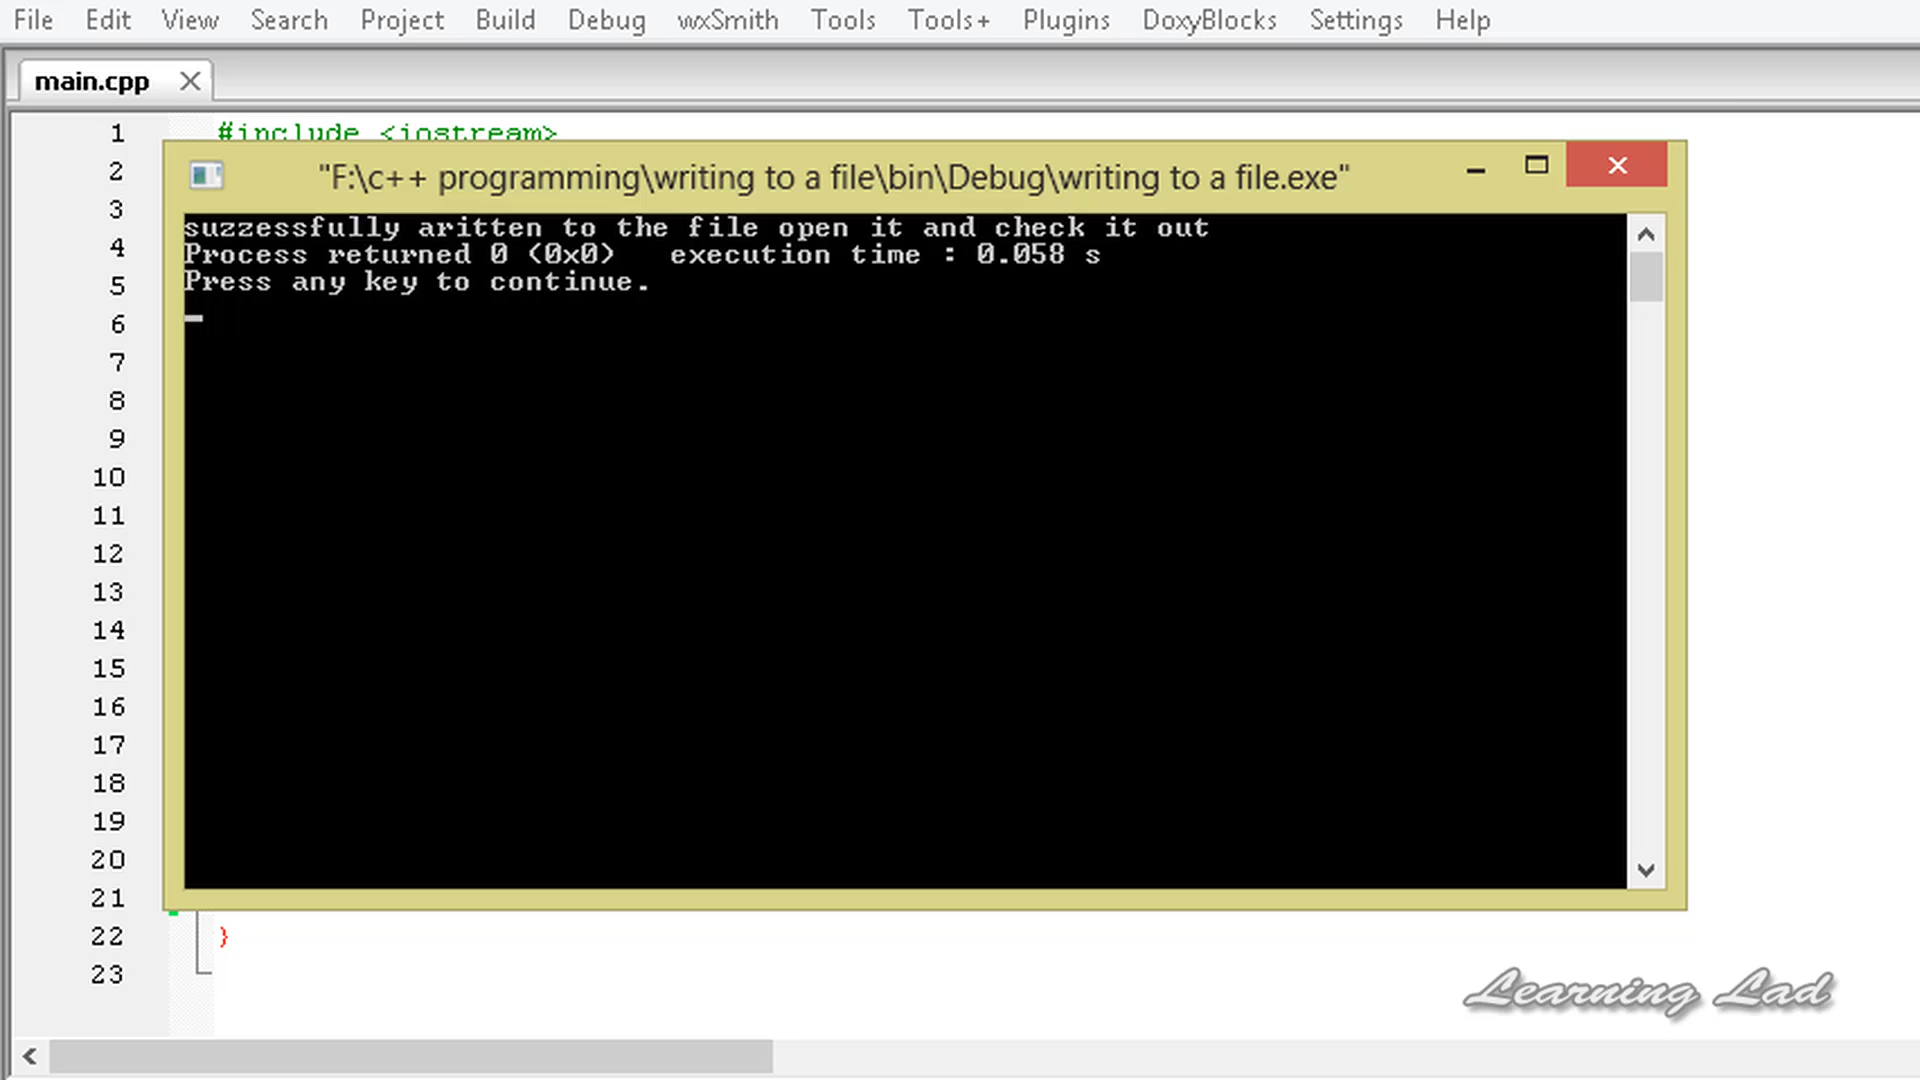 File Edit View Search Project Build Debug wxSmith Tools Tools+ Plugins DoxyBlocks Settings Help
main.cpp
1 #include <iostream>
"F:\c++ programming\writing to a file\bin\Debug\writing to a file.exe"
2
3
suzzessfully aritten to the file open it and check it out
4
Process returned 0 (0x0)   execution time : 0.058 s
5
Press any key to continue.
6
7
8
9
10
11
12
13
14
15
16
17
18
19
20
21
22 }
23
Learning Lad